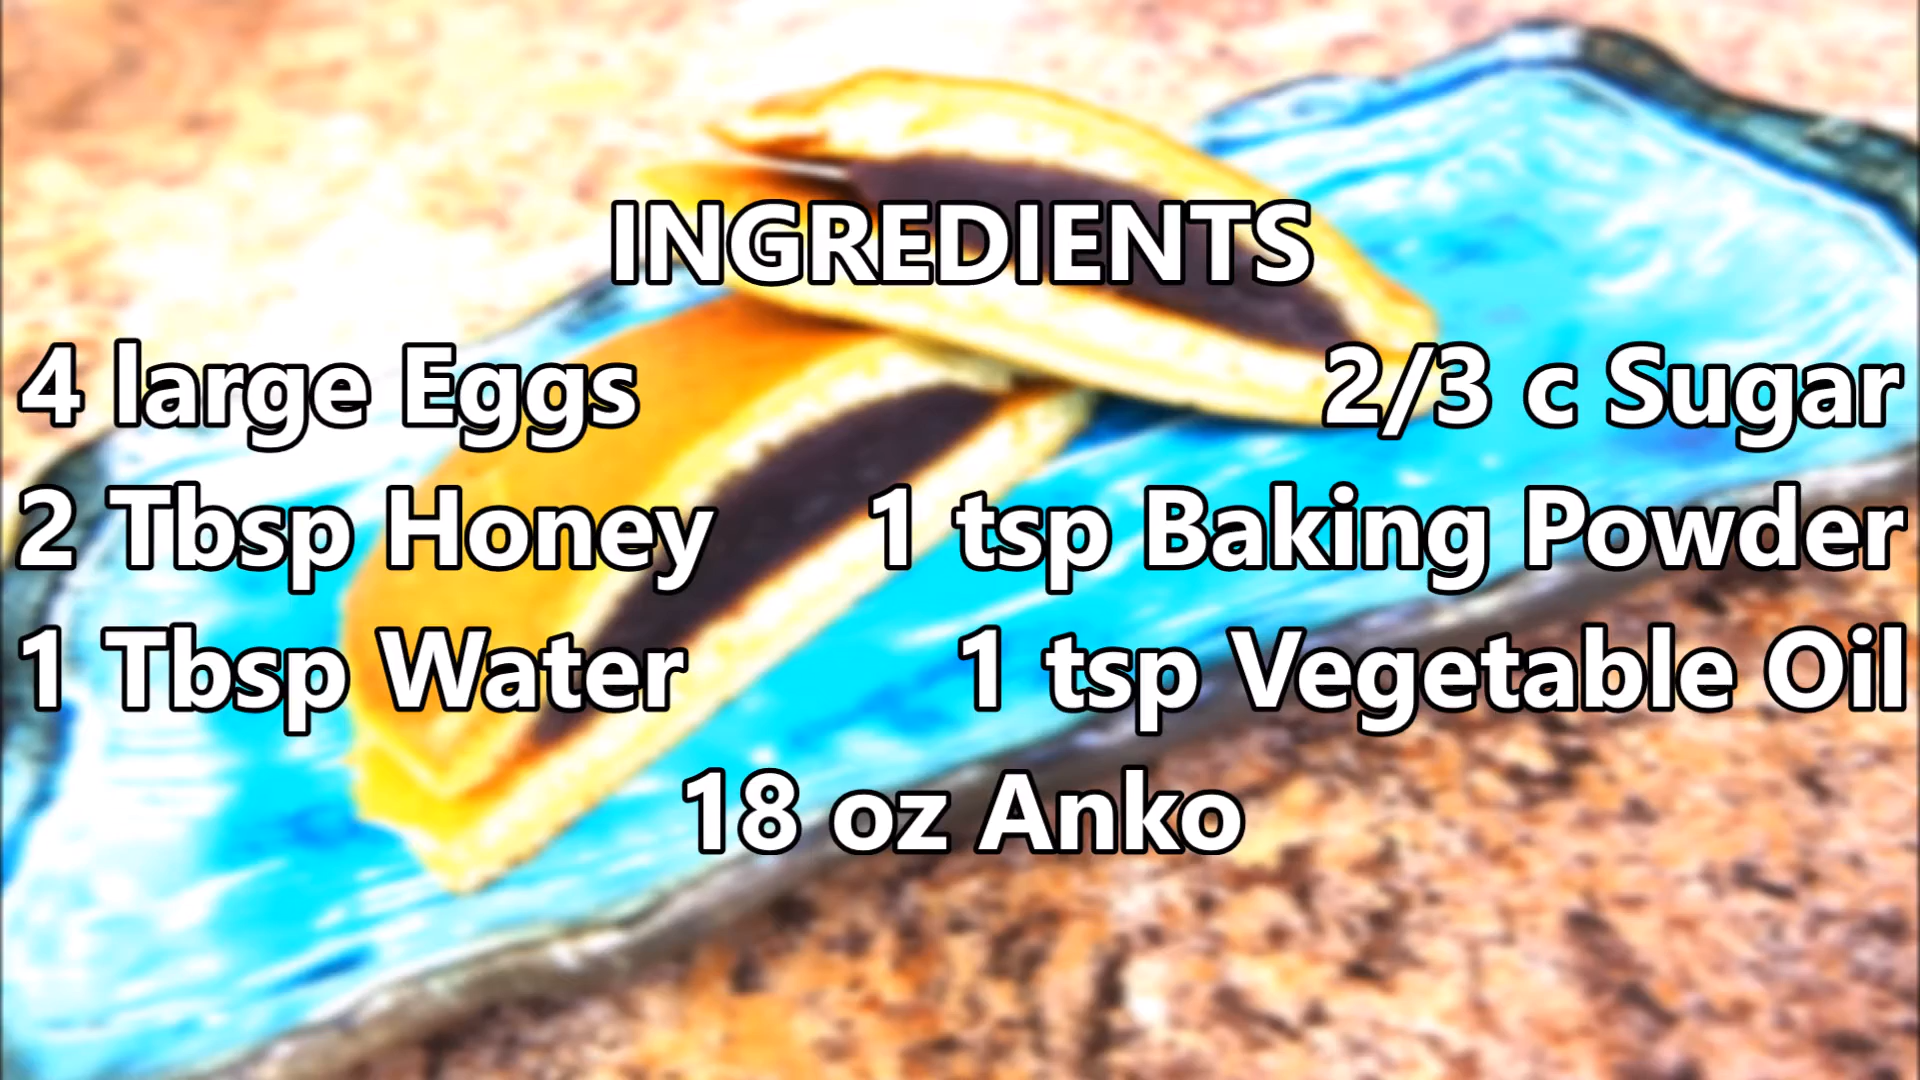 INGREDIENTS
4 large Eggs 2/3 c Sugar
2 Tbsp Honey 1 tsp Baking Powder
1 Tbsp Water 1 tsp Vegetable Oil
18 oz Anko